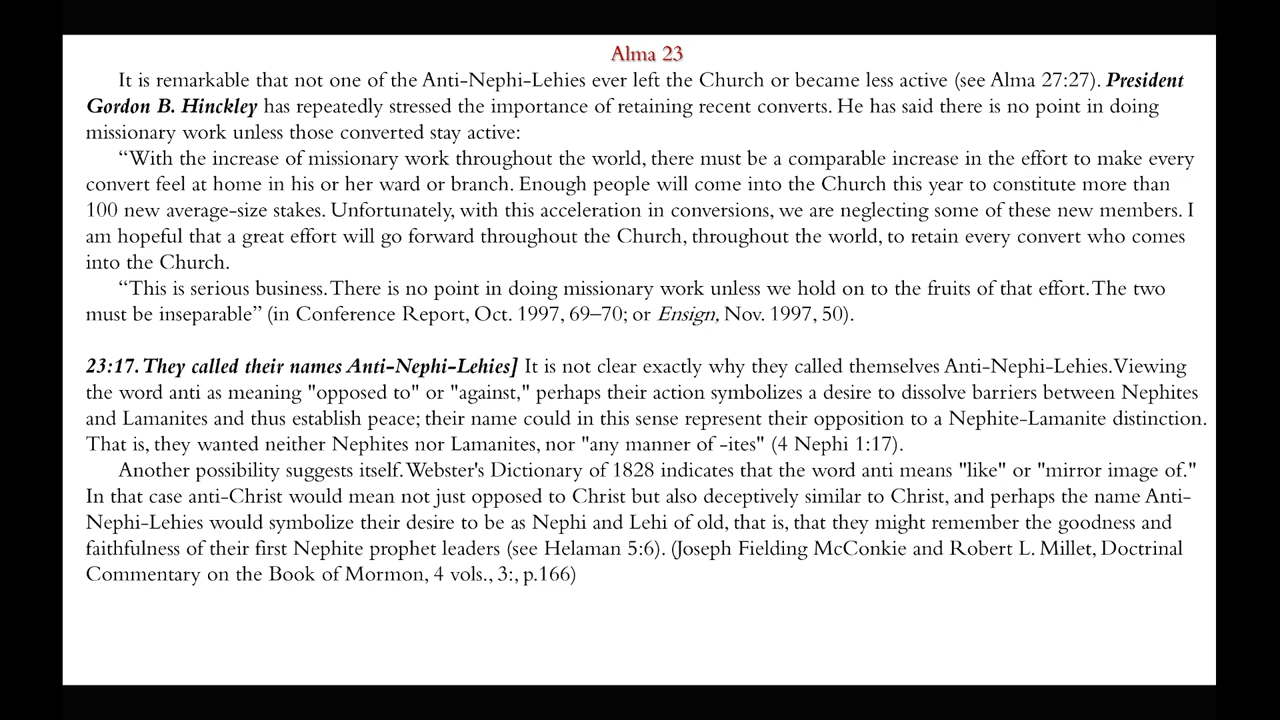 Alma 23
It is remarkable that not one of the Anti-Nephi-Lehies ever left the Church or became less active (see Alma 27:27). President
Gordon B. Hinckley has repeatedly stressed the importance of retaining recent converts. He has said there is no point in doing
missionary work unless those converted stay active:
“With the increase of missionary work throughout the world, there must be a comparable increase in the effort to make every
convert feel at home in his or her ward or branch. Enough people will come into the Church this year to constitute more than
100 new average-size stakes. Unfortunately, with this acceleration in conversions, we are neglecting some of these new members. I
am hopeful that a great effort will go forward throughout the Church, throughout the world, to retain every convert who comes
into the Church.
“This is serious business. There is no point in doing missionary work unless we hold on to the fruits of that effort. The two
must be inseparable” (in Conference Report, Oct. 1997, 69–70; or Ensign, Nov. 1997, 50).
23:17. They called their names Anti-Nephi-Lehies] It is not clear exactly why they called themselves Anti-Nephi-Lehies. Viewing
the word anti as meaning "opposed to" or "against," perhaps their action symbolizes a desire to dissolve barriers between Nephites
and Lamanites and thus establish peace; their name could in this sense represent their opposition to a Nephite-Lamanite distinction.
That is, they wanted neither Nephites nor Lamanites, nor "any manner of -ites" (4 Nephi 1:17).
Another possibility suggests itself. Webster's Dictionary of 1828 indicates that the word anti means "like" or "mirror image of."
In that case anti-Christ would mean not just opposed to Christ but also deceptively similar to Christ, and perhaps the name Anti-
Nephi-Lehies would symbolize their desire to be as Nephi and Lehi of old, that is, that they might remember the goodness and
faithfulness of their first Nephite prophet leaders (see Helaman 5:6). (Joseph Fielding McConkie and Robert L. Millet, Doctrinal
Commentary on the Book of Mormon, 4 vols., 3:, p.166)